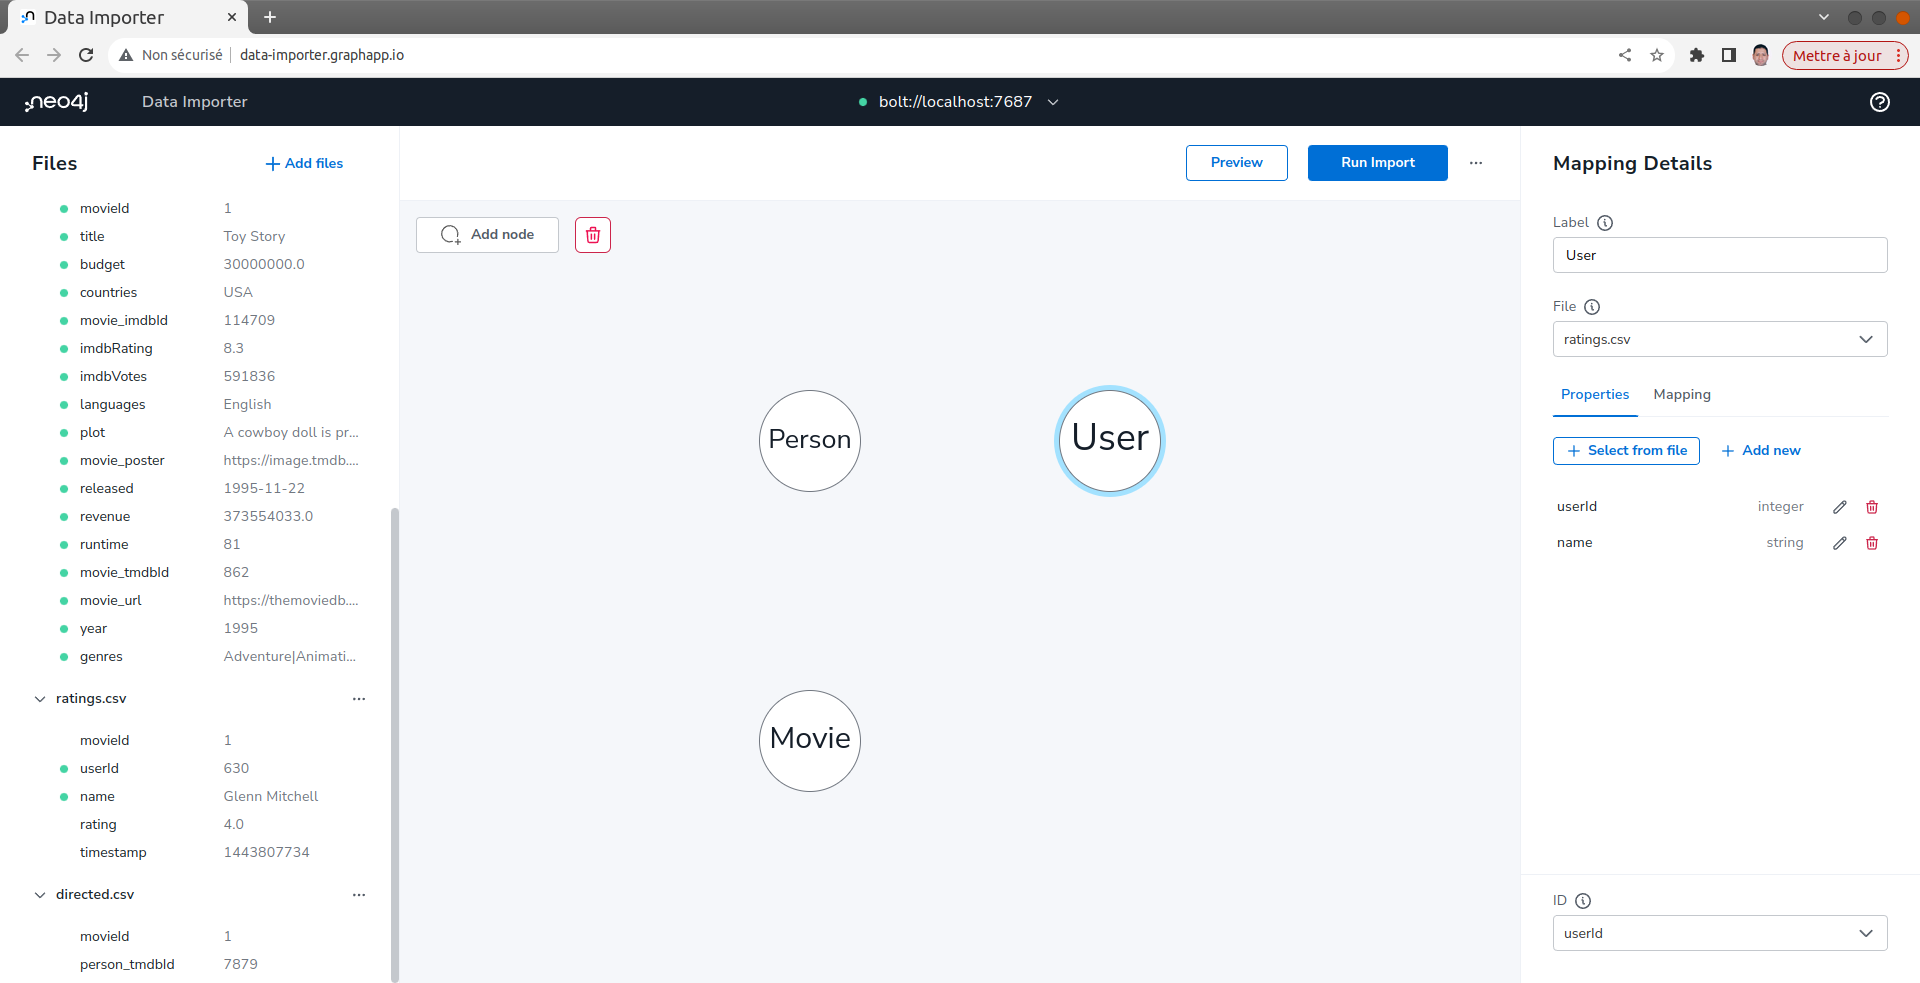 Data Importer
Non sécurisé data-importer.graphapp.io
Mettre à jour
neo4j Data Importer bolt://localhost:7687
Files
Add files
movieId 1
title Toy Story
budget 30000000.0
countries USA
movie_imdbId 114709
imdbRating 8.3
imdbVotes 591836
languages English
plot A cowboy doll is pr...
movie_poster https://image.tmdb....
released 1995-11-22
revenue 373554033.0
runtime 81
movie_tmdbId 862
movie_url https://themoviedb....
year 1995
genres Adventure|Animati...
ratings.csv
movieId 1
userId 630
name Glenn Mitchell
rating 4.0
timestamp 1443807734
directed.csv
movieId 1
person_tmdbId 7879
Preview
Run Import
Add node
Person
User
Movie
Mapping Details
Label
User
File
ratings.csv
Properties Mapping
Select from file
Add new
userId integer
name string
ID
userId